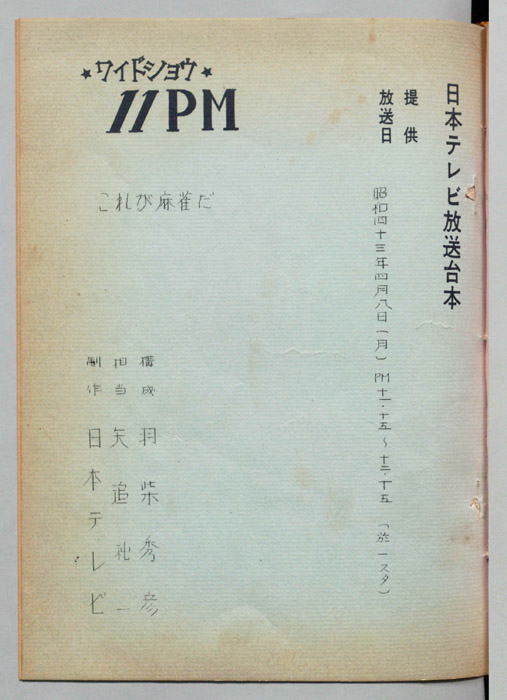 日本テレビ放送台本
提供
放送日 昭和四十三年四月八日(月) PM十一・十五〜十二・十五 (於一スタ)
★ワイドショウ★
11PM
これが麻雀だ
構成 羽柴秀彦
担当 矢追純一
制作 日本テレビ